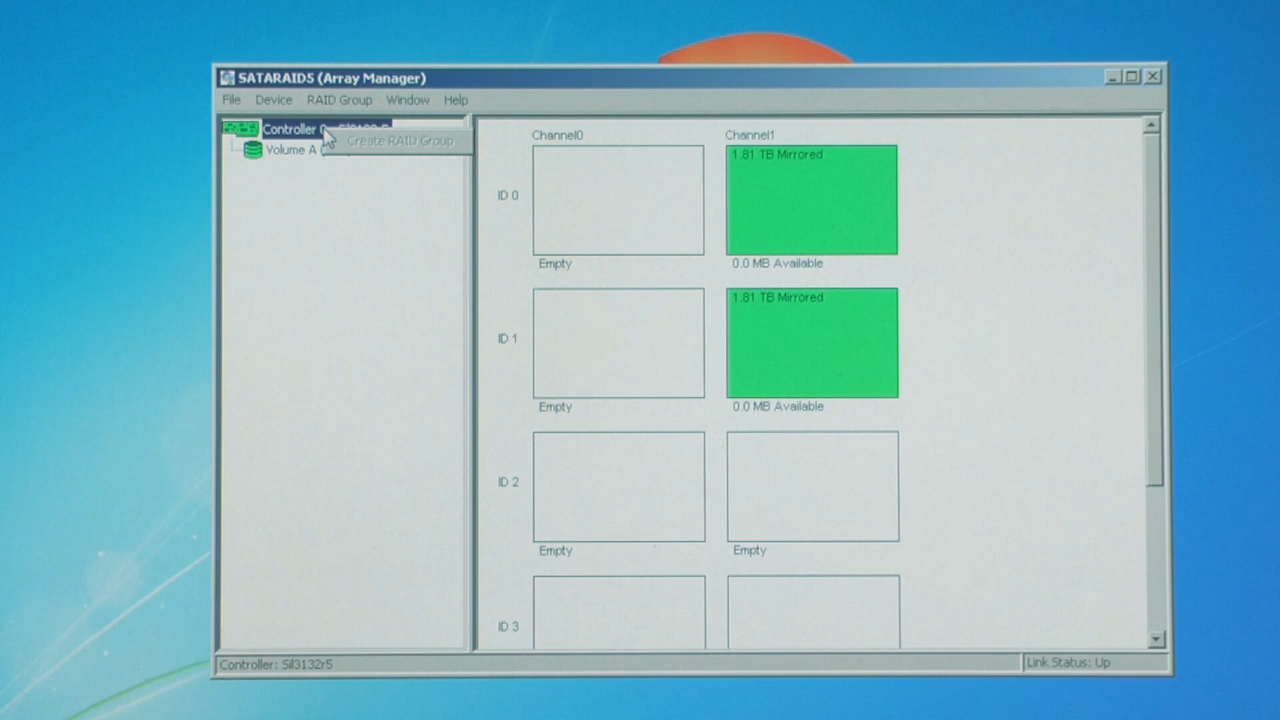 SATARAID5 (Array Manager)
File Device RAID Group Window Help
Controller
Create RAID Group
Volume A
Channel0 Channel1
ID 0
1.81 TB Mirrored
Empty
0.0 MB Available
ID 1
1.81 TB Mirrored
Empty
0.0 MB Available
ID 2
Empty
Empty
ID 3
Controller: SiI3132r5
Link Status: Up